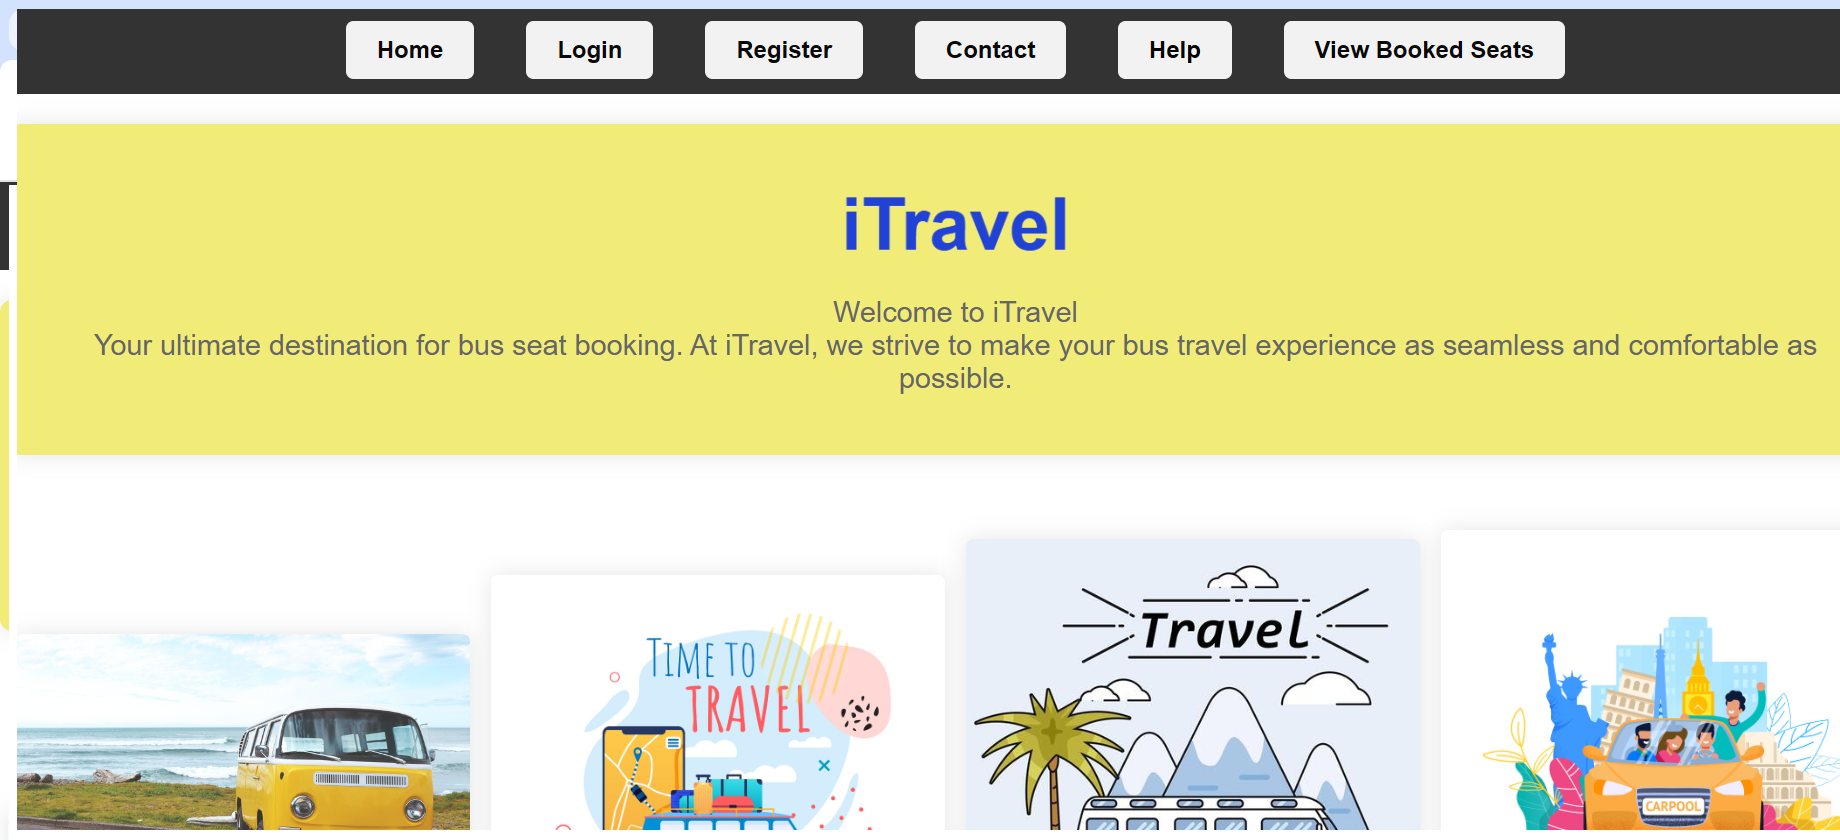 Home
Login
Register
Contact
Help
View Booked Seats
iTravel
Welcome to iTravel
Your ultimate destination for bus seat booking. At iTravel, we strive to make your bus travel experience as seamless and comfortable as
possible.
TIME TO
TRAVEL
Travel
CARPOOL